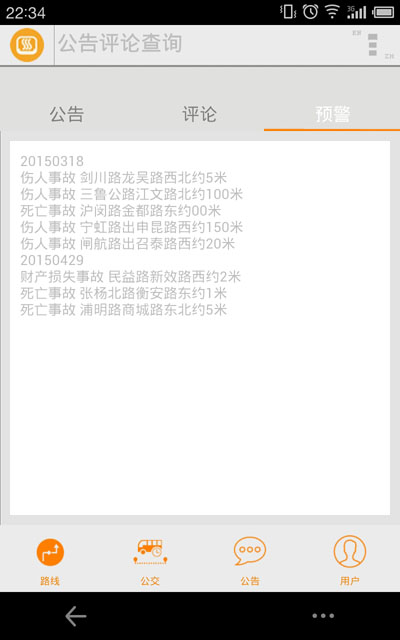 22:34
3G
公告评论查询
公告
评论
预警
20150318
伤人事故 剑川路龙吴路西北约5米
伤人事故 三鲁公路江文路北约100米
死亡事故 沪闵路金都路东约00米
伤人事故 宁虹路出申昆路西约150米
伤人事故 闸航路出召泰路西约20米
20150429
财产损失事故 民益路新效路西约2米
死亡事故 张杨北路衡安路东约1米
死亡事故 浦明路商城路东北约5米
路线
公交
公告
用户